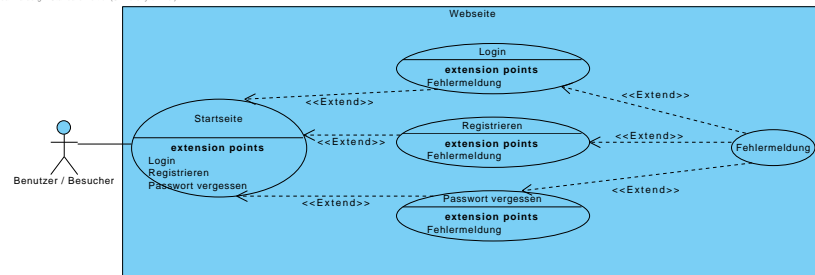 Webseite
Login
extension points
Fehlermeldung
<<Extend>>
<<Extend>>
Startseite
extension points
Login
Registrieren
Passwort vergessen
Registrieren
extension points
Fehlermeldung
<<Extend>>
<<Extend>>
Fehlermeldung
Benutzer / Besucher
Passwort vergessen
extension points
Fehlermeldung
<<Extend>>
<<Extend>>